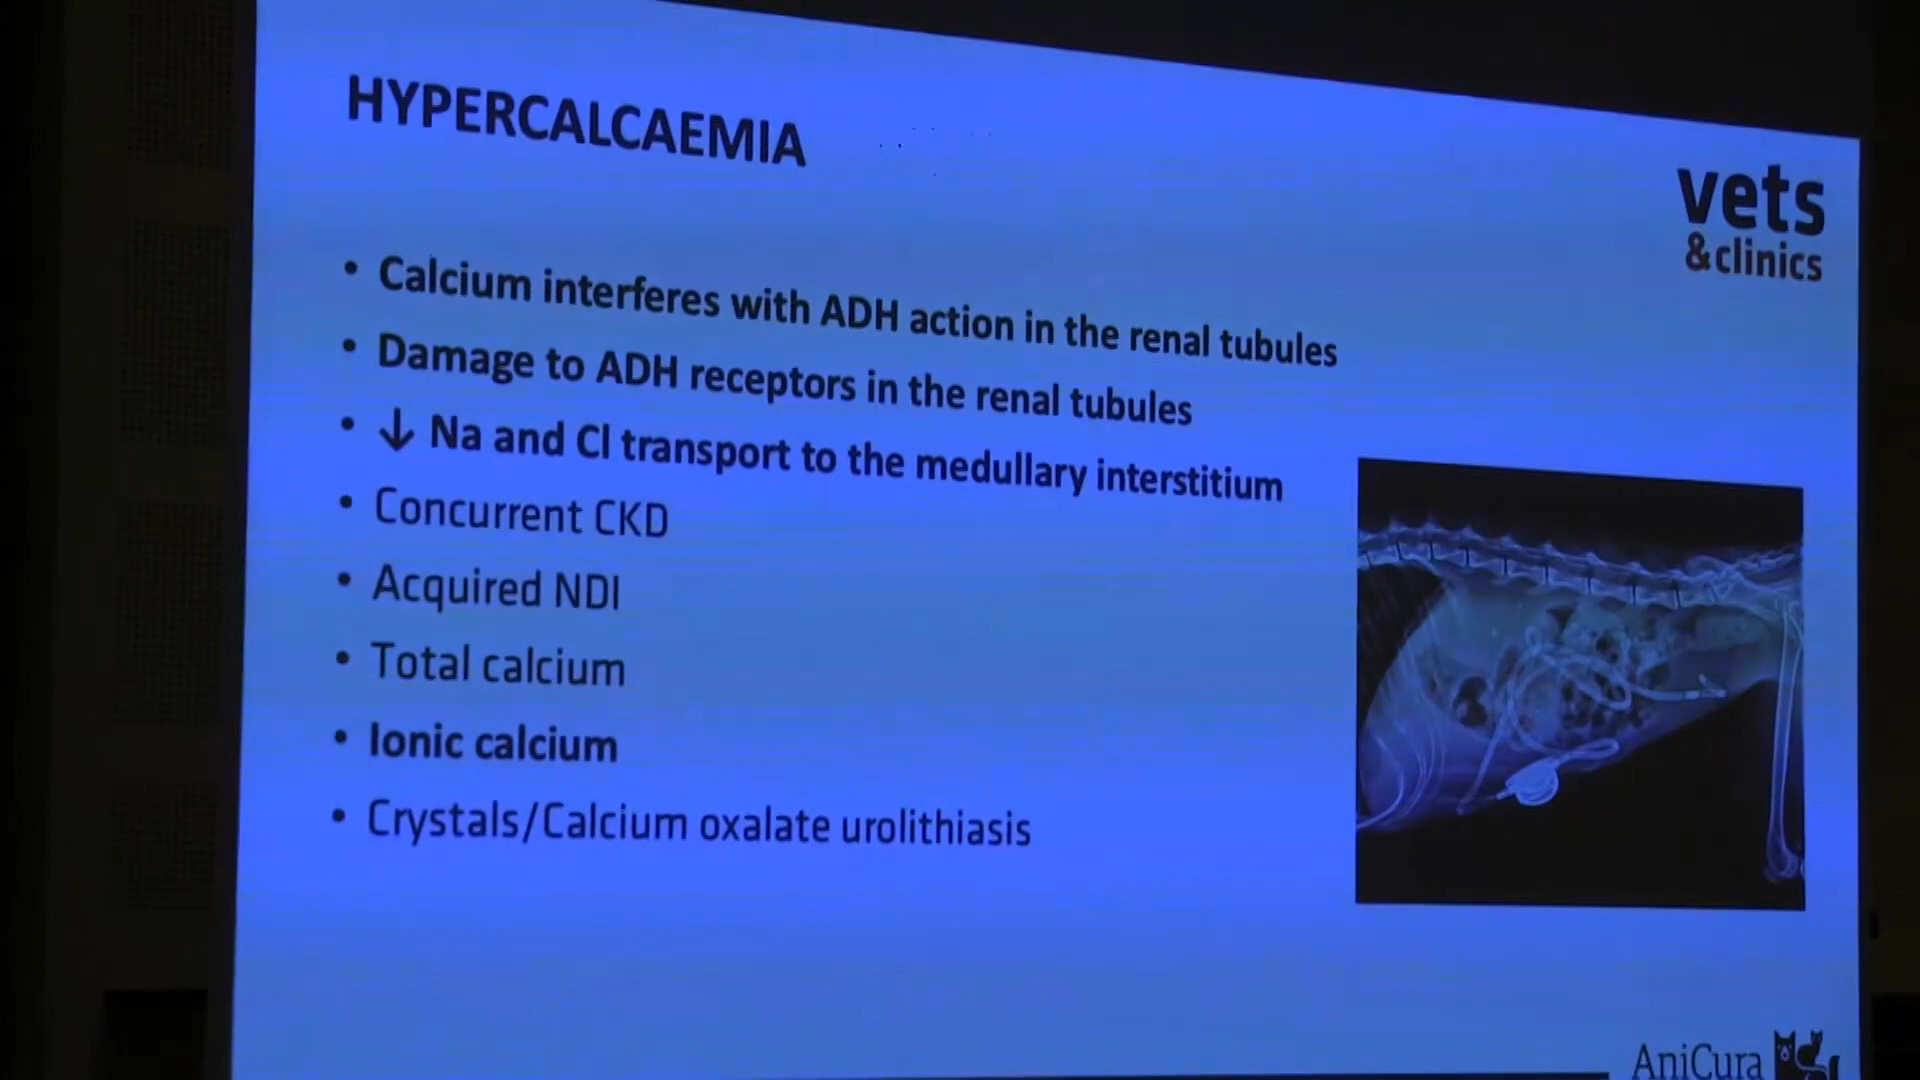 HYPERCALCAEMIA
vets
&clinics
• Calcium interferes with ADH action in the renal tubules
• Damage to ADH receptors in the renal tubules
• ↓ Na and Cl transport to the medullary interstitium
• Concurrent CKD
• Acquired NDI
• Total calcium
• Ionic calcium
• Crystals/Calcium oxalate urolithiasis
AniCura